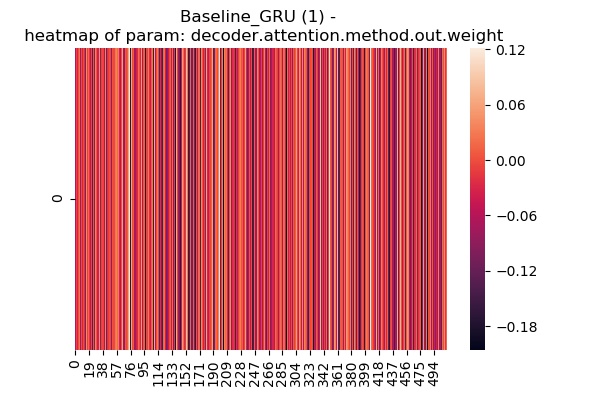 Baseline_GRU (1) -
heatmap of param: decoder.attention.method.out.weight
0.12
0.06
0.00
−0.06
−0.12
−0.18
0
0 19 38 57 76 95 114 133 152 171 190 209 228 247 266 285 304 323 342 361 380 399 418 437 456 475 494